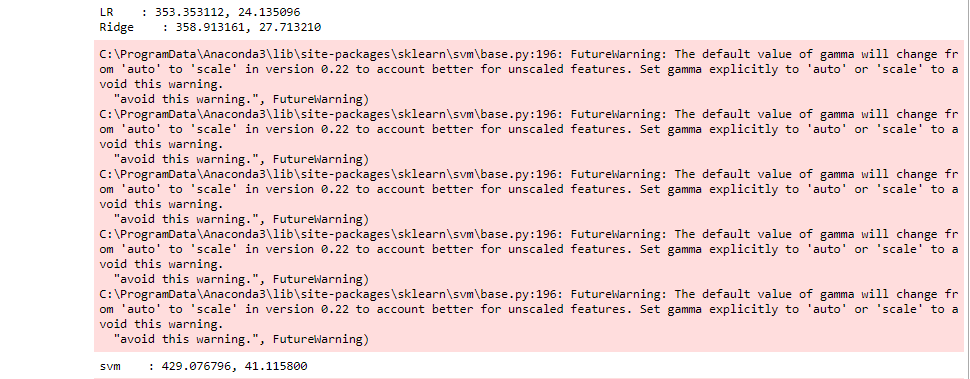 LR    : 353.353112, 24.135096
Ridge    : 358.913161, 27.713210
C:\ProgramData\Anaconda3\lib\site-packages\sklearn\svm\base.py:196: FutureWarning: The default value of gamma will change fr
om 'auto' to 'scale' in version 0.22 to account better for unscaled features. Set gamma explicitly to 'auto' or 'scale' to a
void this warning.
  "avoid this warning.", FutureWarning)
C:\ProgramData\Anaconda3\lib\site-packages\sklearn\svm\base.py:196: FutureWarning: The default value of gamma will change fr
om 'auto' to 'scale' in version 0.22 to account better for unscaled features. Set gamma explicitly to 'auto' or 'scale' to a
void this warning.
  "avoid this warning.", FutureWarning)
C:\ProgramData\Anaconda3\lib\site-packages\sklearn\svm\base.py:196: FutureWarning: The default value of gamma will change fr
om 'auto' to 'scale' in version 0.22 to account better for unscaled features. Set gamma explicitly to 'auto' or 'scale' to a
void this warning.
  "avoid this warning.", FutureWarning)
C:\ProgramData\Anaconda3\lib\site-packages\sklearn\svm\base.py:196: FutureWarning: The default value of gamma will change fr
om 'auto' to 'scale' in version 0.22 to account better for unscaled features. Set gamma explicitly to 'auto' or 'scale' to a
void this warning.
  "avoid this warning.", FutureWarning)
C:\ProgramData\Anaconda3\lib\site-packages\sklearn\svm\base.py:196: FutureWarning: The default value of gamma will change fr
om 'auto' to 'scale' in version 0.22 to account better for unscaled features. Set gamma explicitly to 'auto' or 'scale' to a
void this warning.
  "avoid this warning.", FutureWarning)
svm    : 429.076796, 41.115800